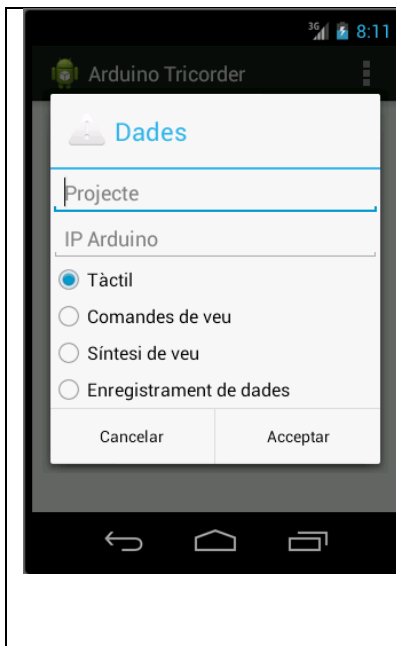 3G 8:11
Arduino Tricorder
Dades
Projecte
IP Arduino
Tàctil
Comandes de veu
Síntesi de veu
Enregistrament de dades
Cancelar Acceptar